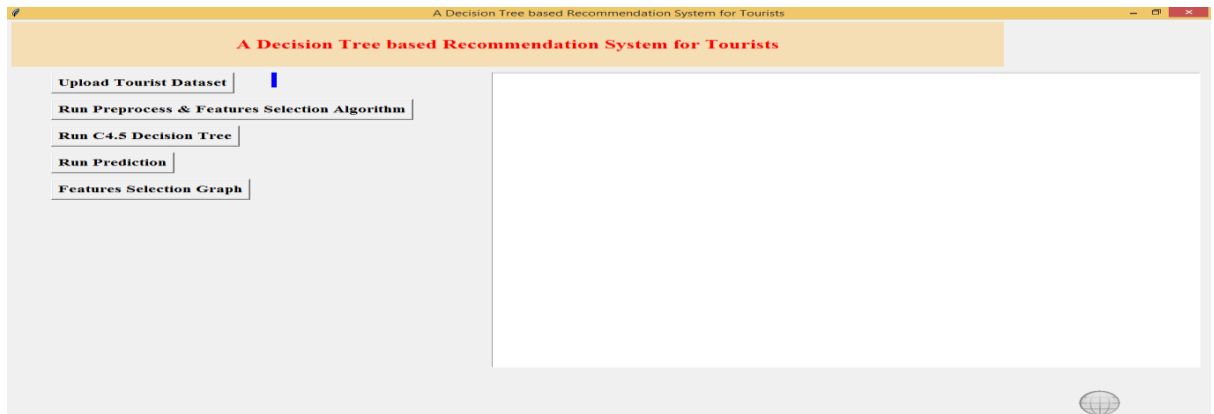 A Decision Tree based Recommendation System for Tourists
A Decision Tree based Recommendation System for Tourists
Upload Tourist Dataset
Run Preprocess & Features Selection Algorithm
Run C4.5 Decision Tree
Run Prediction
Features Selection Graph